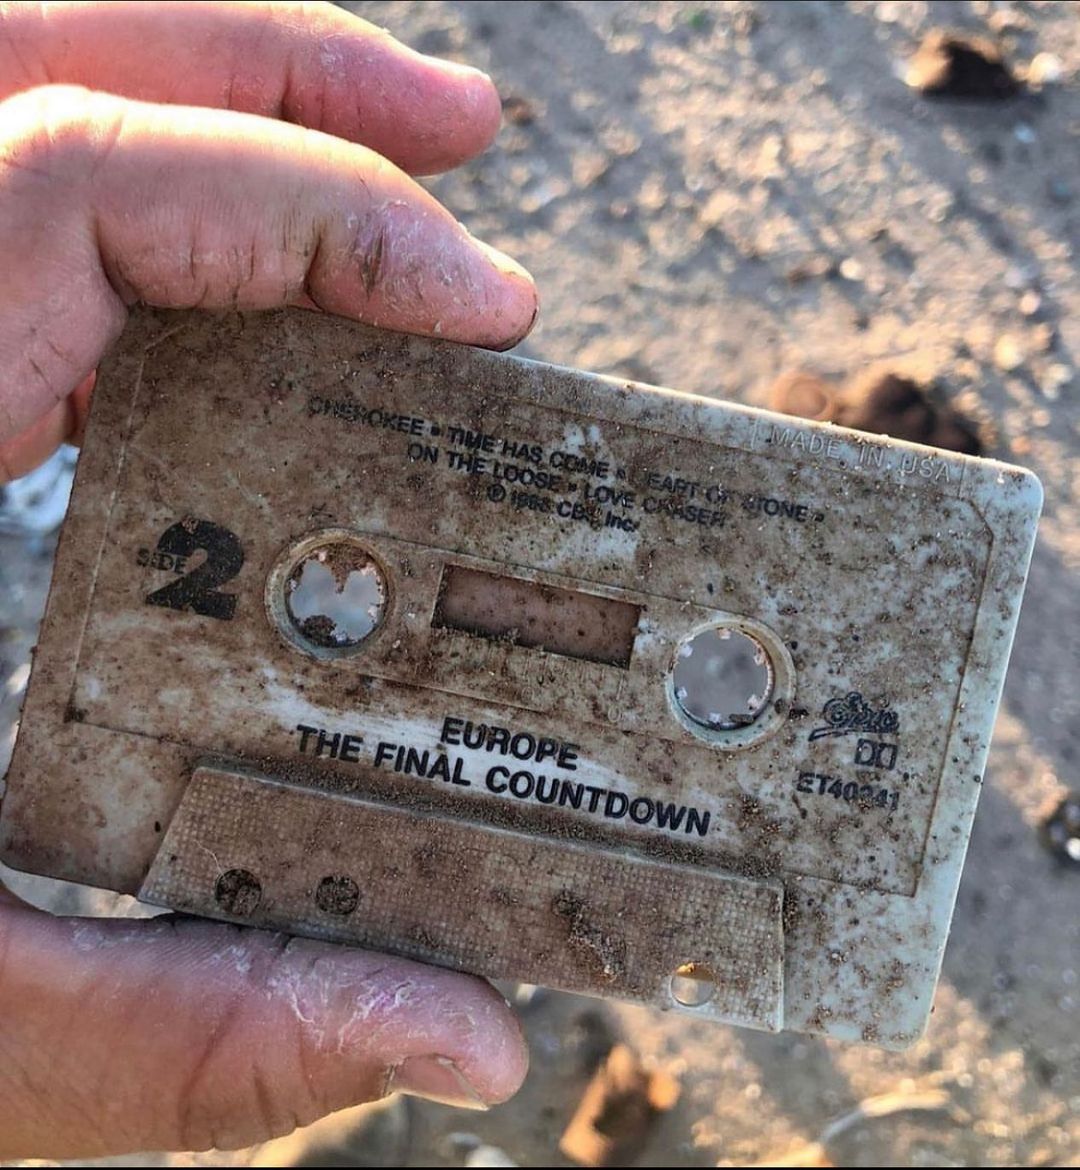 MADE IN USA
CHEROKEE • TIME HAS COME • HEART OF STONE •
ON THE LOOSE • LOVE CHASER
© 1986 CBS Inc.
SIDE 2
EUROPE
THE FINAL COUNTDOWN
Epic
ET40241